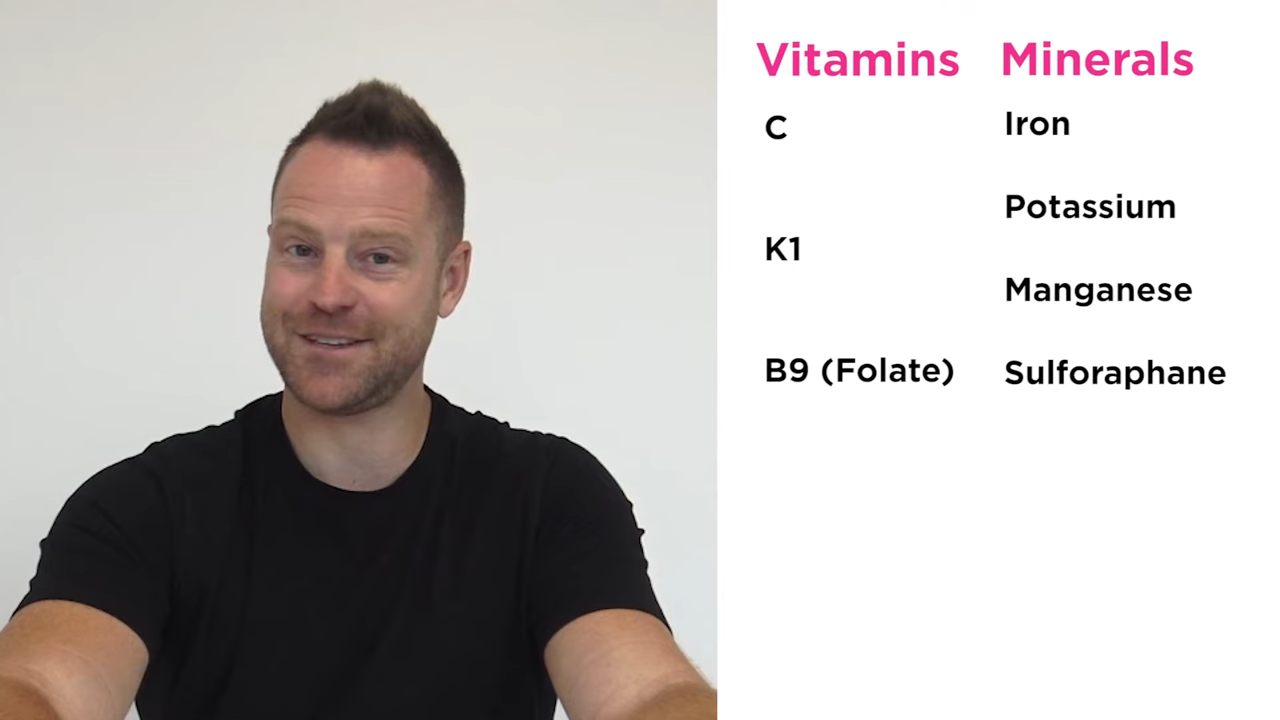 Vitamins Minerals
C
Iron
Potassium
K1
Manganese
B9 (Folate)
Sulforaphane